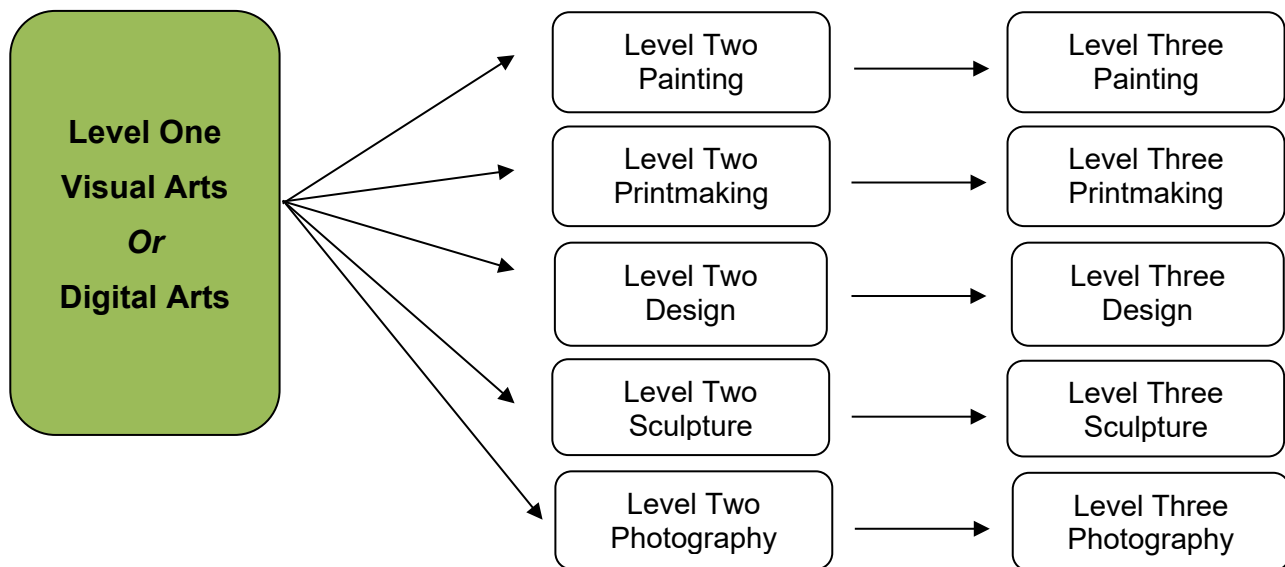 Level One
Visual Arts
Or
Digital Arts
Level Two
Painting
Level Three
Painting
Level Two
Printmaking
Level Three
Printmaking
Level Two
Design
Level Three
Design
Level Two
Sculpture
Level Three
Sculpture
Level Two
Photography
Level Three
Photography